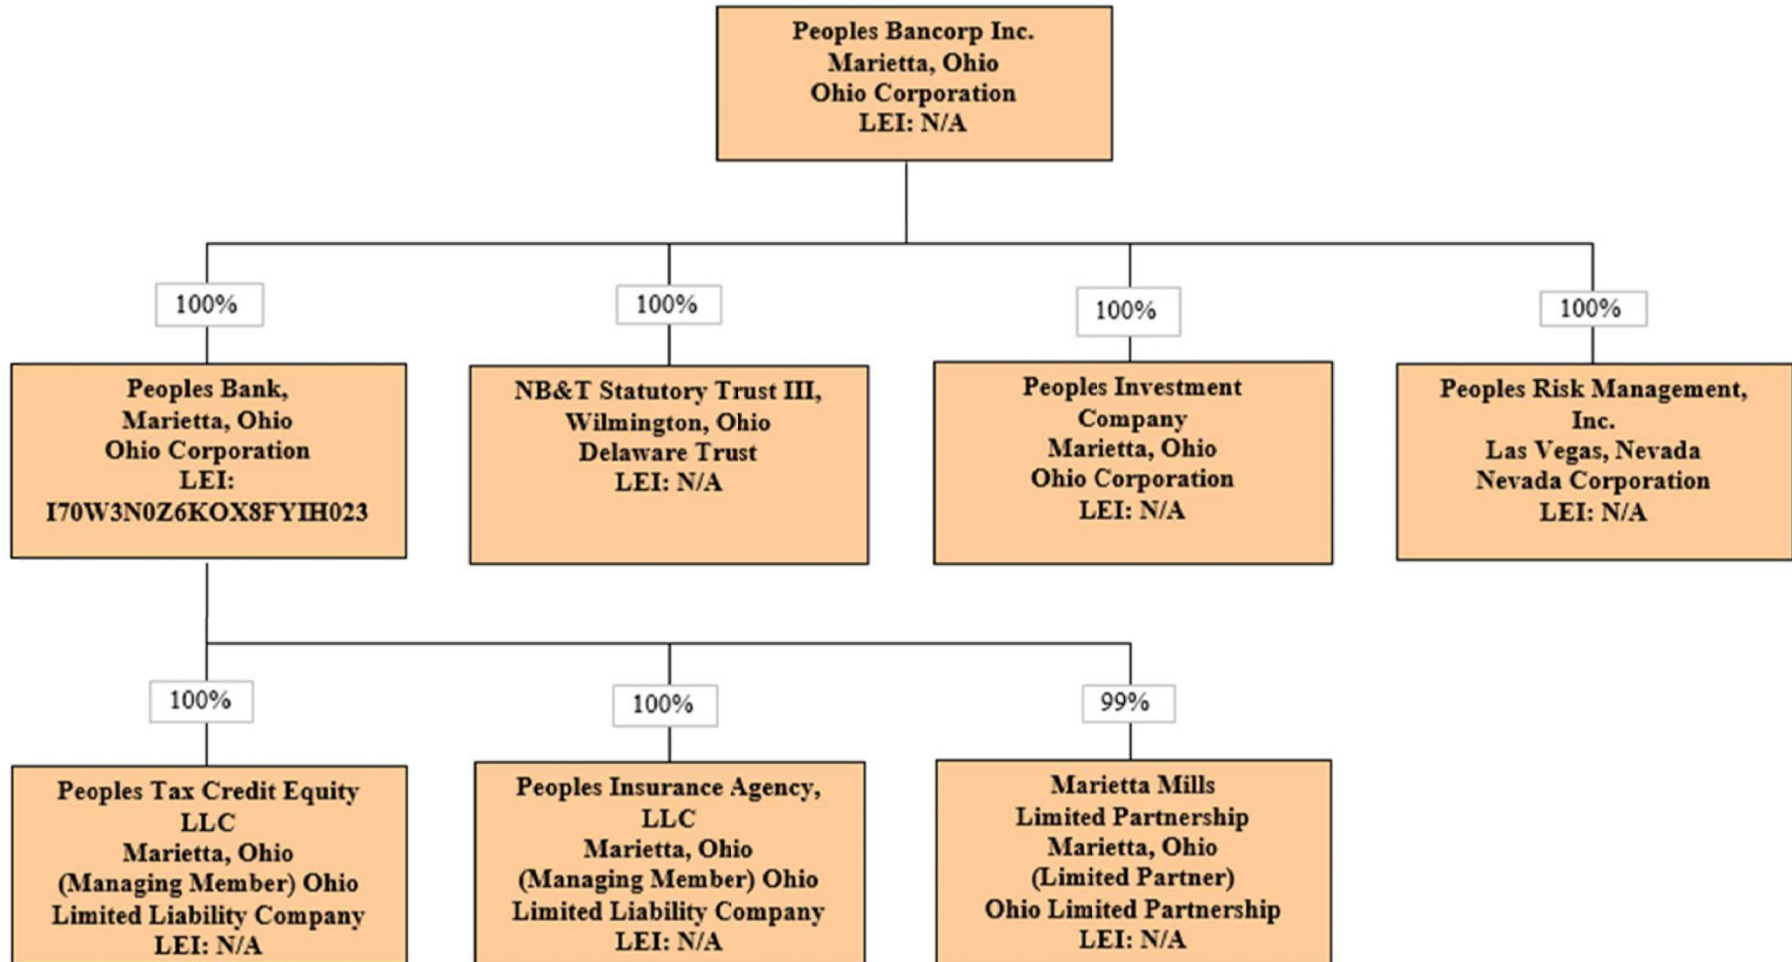 Peoples Bancorp Inc.
Marietta, Ohio
Ohio Corporation
LEI: N/A
100%
100%
100%
100%
Peoples Bank,
Marietta, Ohio
Ohio Corporation
LEI:
I70W3N0Z6KOX8FYIH023
NB&T Statutory Trust III,
Wilmington, Ohio
Delaware Trust
LEI: N/A
Peoples Investment
Company
Marietta, Ohio
Ohio Corporation
LEI: N/A
Peoples Risk Management,
Inc.
Las Vegas, Nevada
Nevada Corporation
LEI: N/A
100%
100%
99%
Peoples Tax Credit Equity
LLC
Marietta, Ohio
(Managing Member) Ohio
Limited Liability Company
LEI: N/A
Peoples Insurance Agency,
LLC
Marietta, Ohio
(Managing Member) Ohio
Limited Liability Company
LEI: N/A
Marietta Mills
Limited Partnership
Marietta, Ohio
(Limited Partner)
Ohio Limited Partnership
LEI: N/A